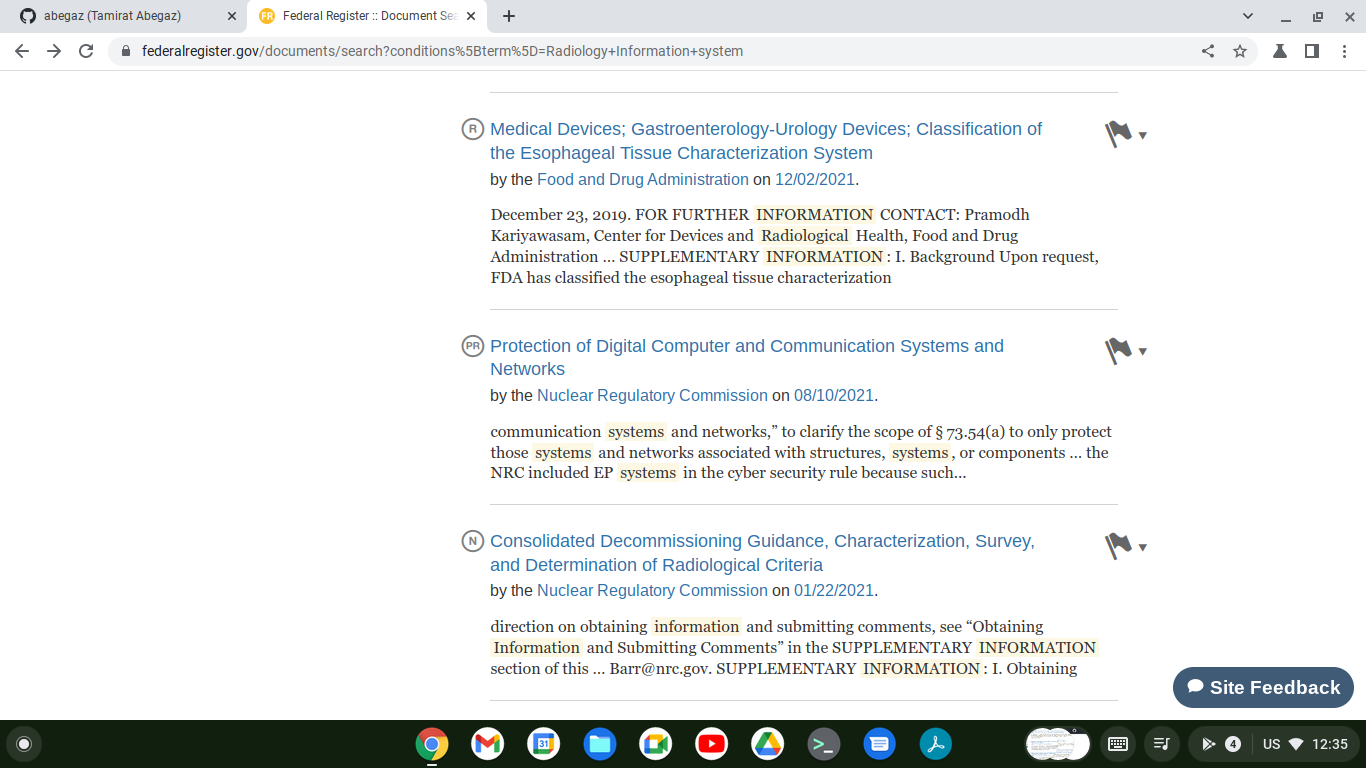 abegaz (Tamirat Abegaz)
FR
Federal Register :: Document Sea
federalregister.gov/documents/search?conditions%5Bterm%5D=Radiology+Information+system
R
Medical Devices; Gastroenterology-Urology Devices; Classification of
the Esophageal Tissue Characterization System
by the Food and Drug Administration on 12/02/2021.
December 23, 2019. FOR FURTHER INFORMATION CONTACT: Pramodh
Kariyawasam, Center for Devices and Radiological Health, Food and Drug
Administration ... SUPPLEMENTARY INFORMATION : I. Background Upon request,
FDA has classified the esophageal tissue characterization
PR
Protection of Digital Computer and Communication Systems and
Networks
by the Nuclear Regulatory Commission on 08/10/2021.
communication systems and networks,” to clarify the scope of § 73.54(a) to only protect
those systems and networks associated with structures, systems , or components ... the
NRC included EP systems in the cyber security rule because such...
N
Consolidated Decommissioning Guidance, Characterization, Survey,
and Determination of Radiological Criteria
by the Nuclear Regulatory Commission on 01/22/2021.
direction on obtaining information and submitting comments, see “Obtaining
Information and Submitting Comments” in the SUPPLEMENTARY INFORMATION
section of this ... Barr@nrc.gov. SUPPLEMENTARY INFORMATION : I. Obtaining
Site Feedback
31
>_
4
US
12:35